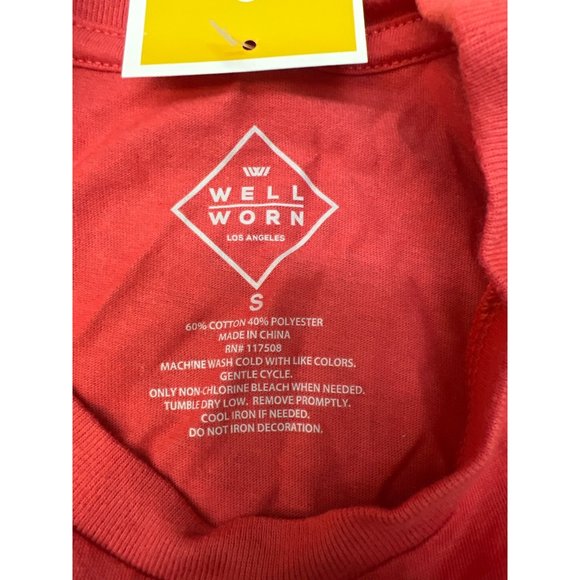 WELL
WORN
LOS ANGELES
S
60% COTTON 40% POLYESTER
MADE IN CHINA
RN# 117508
MACHINE WASH COLD WITH LIKE COLORS.
GENTLE CYCLE.
ONLY NON-CHLORINE BLEACH WHEN NEEDED.
TUMBLE DRY LOW. REMOVE PROMPTLY.
COOL IRON IF NEEDED.
DO NOT IRON DECORATION.